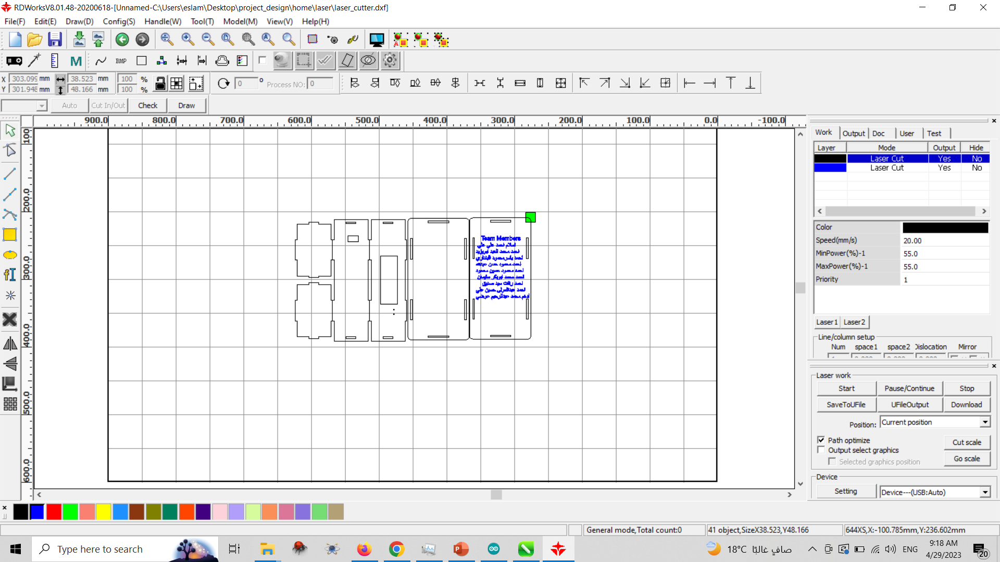 RDWorksV8.01.48-20200618-[Unnamed-C:\Users\eslam\Desktop\project_design\home\laser\laser_cutter.dxf]
File(F) Edit(E) Draw(D) Config(S) Handle(W) Tool(T) Model(M) View(V) Help(H)
BMP
X 303.099 mm 38.523 mm 100 %
Y 301.948 mm 48.166 mm 100 %
0 ° Process NO: 0
Auto Cut In/Out Check Draw
900.0 800.0 700.0 600.0 500.0 400.0 300.0 200.0 100.0 0.0 -100.0
100
200.0
300.0
400.0
500.0
600.0
Team Members
Work Output Doc User Test
Layer Mode Output Hide
Laser Cut Yes No
Laser Cut Yes No
Color
Speed(mm/s) 20.00
MinPower(%)-1 55.0
MaxPower(%)-1 55.0
Priority 1
Laser1 Laser2
Line/column setup
Num space1 space2 Dislocation Mirror
Laser work
Start Pause/Continue Stop
SaveToUFile UFileOutput Download
Position: Current position
Path optimize
Cut scale
Output select graphics
Selected graphics position
Go scale
Device
Setting Device---(USB:Auto)
General mode,Total count:0 41 object,SizeX38.523,Y48.166 644XS,X:-100.785mm,Y:236.602mm
Type here to search
18°C صافٍ غالبًا
ENG
9:18 AM
4/29/2023
20